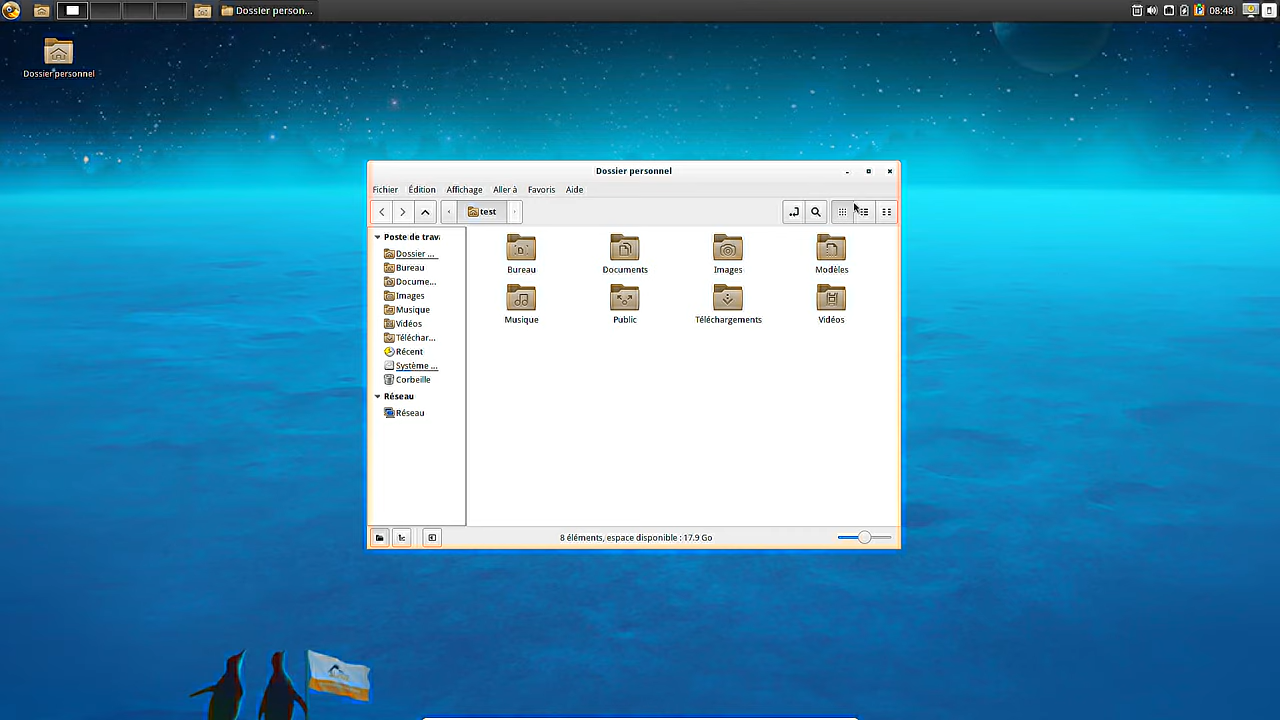 Dossier person...
08:48
Dossier personnel
Dossier personnel
Fichier Édition Affichage Aller à Favoris Aide
test
Poste de trava
Dossier ...
Bureau
Docume...
Images
Musique
Vidéos
Téléchar...
Récent
Système ...
Corbeille
Réseau
Réseau
Bureau Documents Images Modèles
Musique Public Téléchargements Vidéos
8 éléments, espace disponible : 17.9 Go